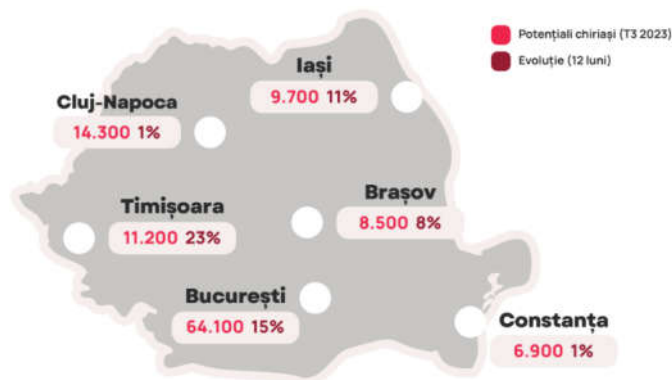 Potențiali chiriași (T3 2023)
Evoluție (12 luni)
Iași
9.700 11%
Cluj-Napoca
14.300 1%
Brașov
8.500 8%
Timișoara
11.200 23%
București
64.100 15%
Constanța
6.900 1%